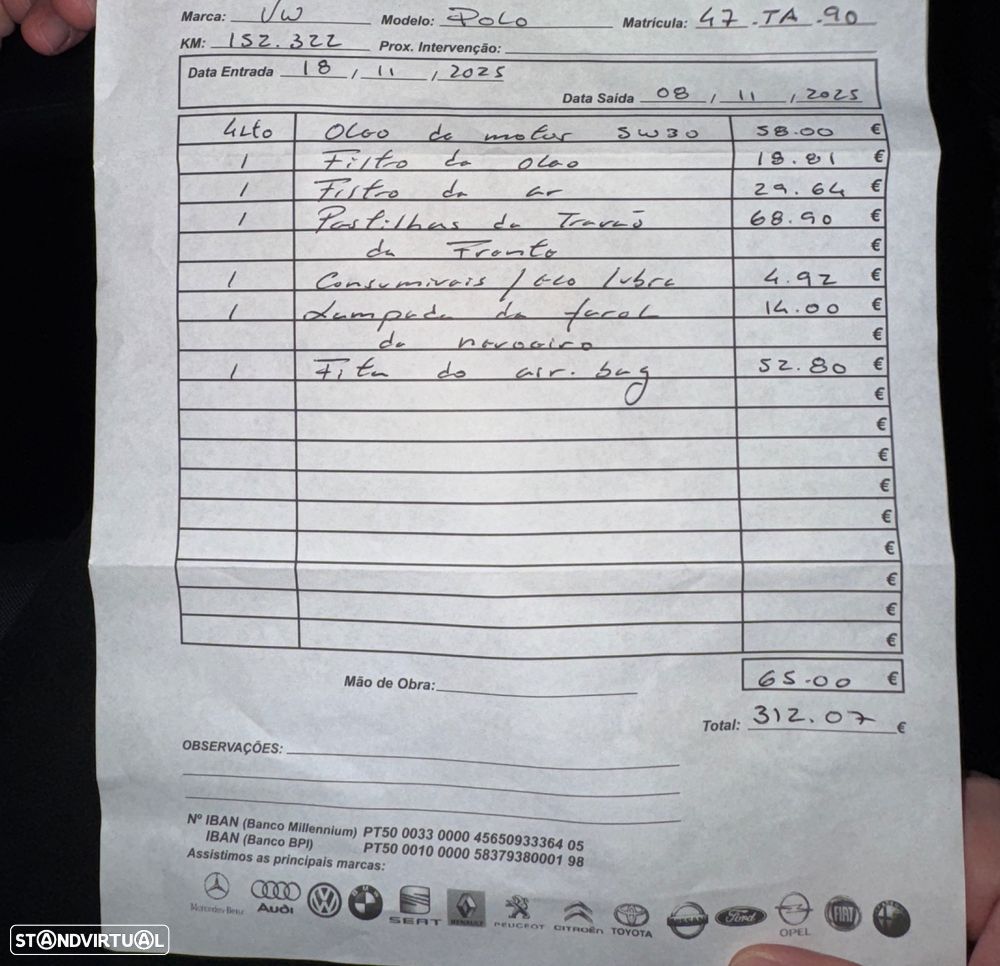 Marca: VW Modelo: POLO Matrícula: 47 - TA - 90
KM: 152.322 Prox. Intervenção:
Data Entrada 18 / 11 / 2025
Data Saída 08 / 11 / 2025
4Lto Oleo de motor 5W30 58.00 €
1 Filtro de oleo 18.81 €
1 Filtro de ar 29.64 €
1 Pastilhas de Travão 68.90 €
de Frente €
1 Consumiveis / eco lubre 4.92 €
1 Lampada de farol 14.00 €
de nevoeiro €
1 Fita do air. bag 52.80 €
€
€
€
€
€
€
€
€
€
Mão de Obra: 65.00 €
Total: 312.07 €
OBSERVAÇÕES:
Nº IBAN (Banco Millennium) PT50 0033 0000 45650933364 05
IBAN (Banco BPI) PT50 0010 0000 58379380001 98
Assistimos as principais marcas:
Mercedes-Benz Audi SEAT RENAULT PEUGEOT CITROËN TOYOTA NISSAN Ford OPEL FIAT
STANDVIRTUAL